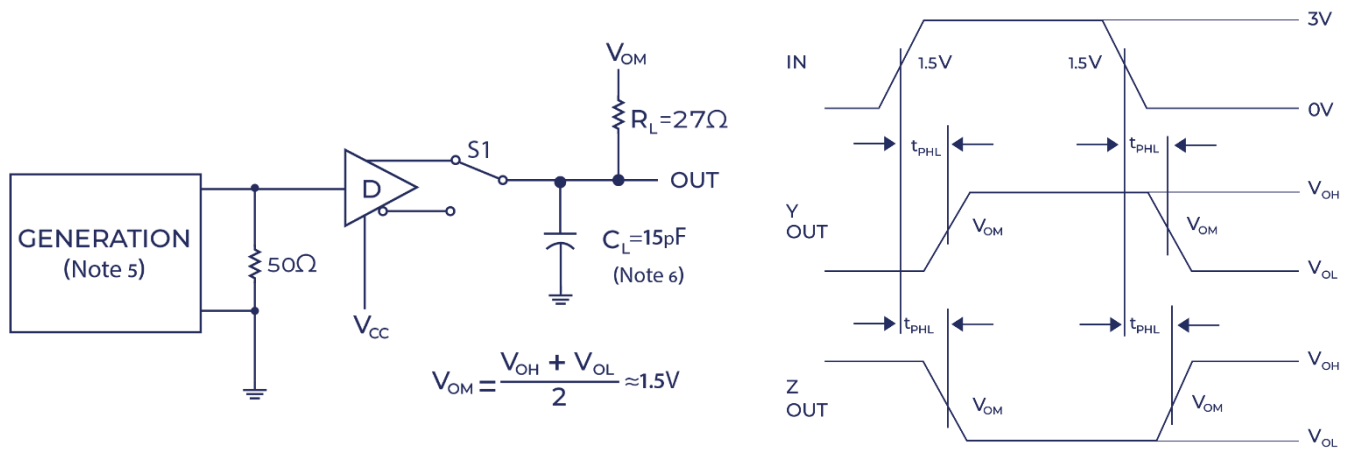 V_OM
R_L=27Ω
S1
D
OUT
GENERATION
(Note 5)
50Ω
C_L=15pF
(Note 6)
V_CC
V_OM = (V_OH + V_OL)/2 ≈1.5V
3V
IN
1.5V
1.5V
0V
t_PHL
t_PHL
V_OH
Y
OUT
V_OM
V_OM
V_OL
t_PHL
t_PHL
V_OH
Z
OUT
V_OM
V_OM
V_OL